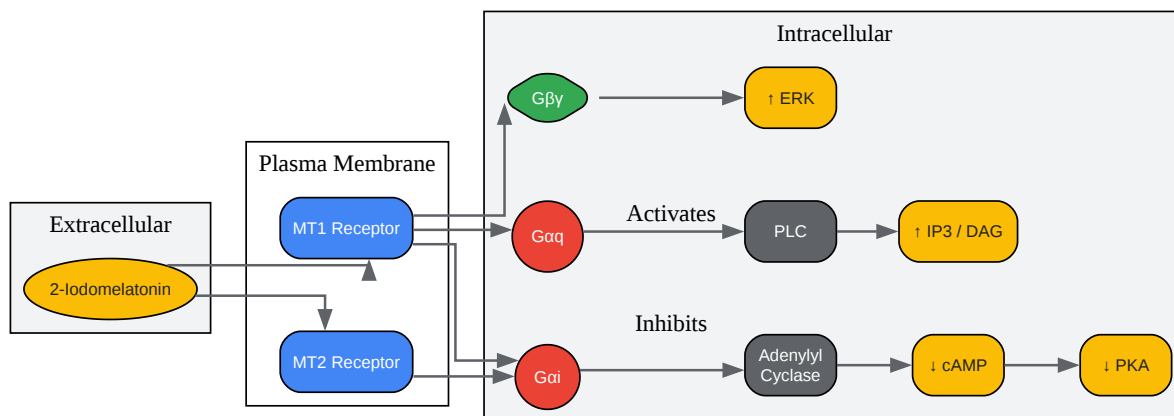 Intracellular
Gβγ
↑ ERK
Plasma Membrane
Extracellular
MT1 Receptor
Activates
Gαq
PLC
↑ IP3 / DAG
2-Iodomelatonin
Inhibits
MT2 Receptor
Gαi
Adenylyl
Cyclase
↓ cAMP
↓ PKA